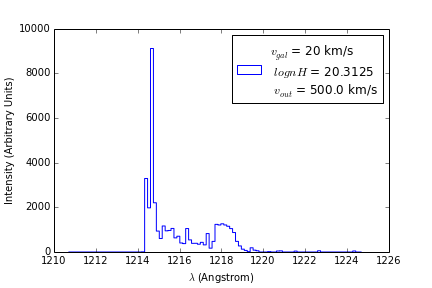 10000
8000
6000
4000
2000
0
Intensity (Arbitrary Units)
v_gal = 20 km/s
lognH = 20.3125
v_out = 500.0 km/s
1210 1212 1214 1216 1218 1220 1222 1224 1226
λ (Angstrom)